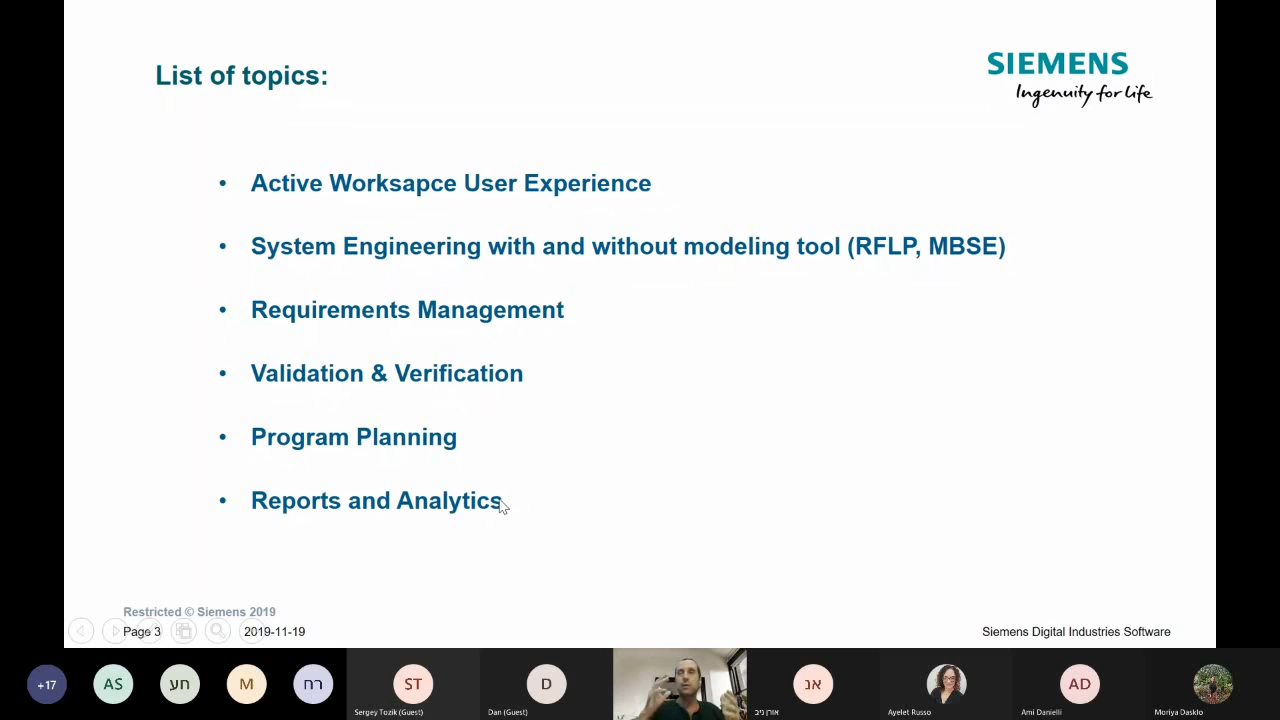 List of topics:
SIEMENS
Ingenuity for life
• Active Worksapce User Experience
• System Engineering with and without modeling tool (RFLP, MBSE)
• Requirements Management
• Validation & Verification
• Program Planning
• Reports and Analytics
Restricted © Siemens 2019
Page 3
2019-11-19
Siemens Digital Industries Software
+17
AS
חע
M
רח
ST
D
אנ
AD
Sergey Tozik (Guest)
Dan (Guest)
אורן ניב
Ayelet Russo
Ami Danielli
Moriya Dasklo